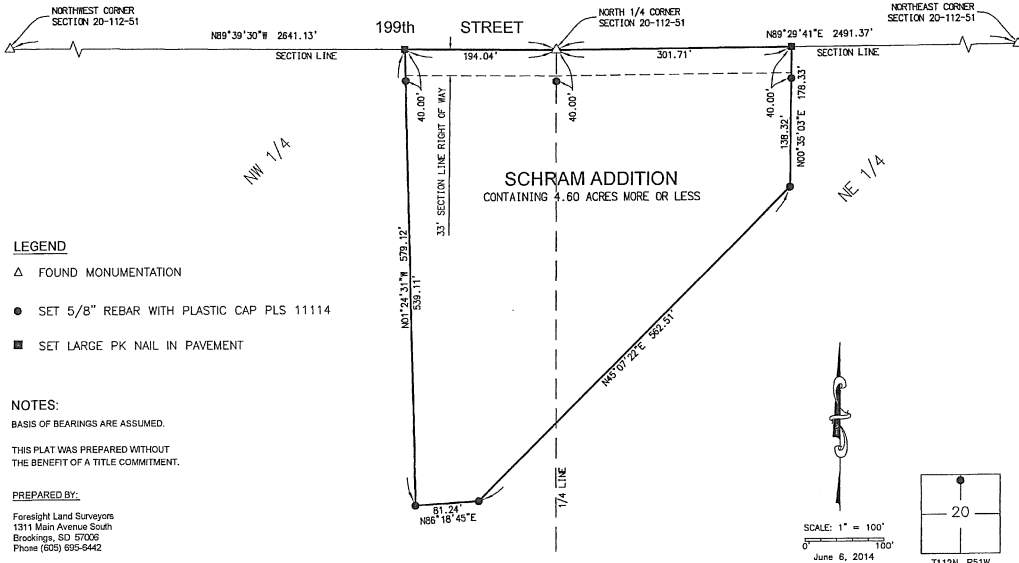 NORTHWEST CORNER
SECTION 20-112-51
N89°39'30"W 2641.13'
SECTION LINE
199th STREET
194.04'
NORTH 1/4 CORNER
SECTION 20-112-51
301.71'
N89°29'41"E 2491.37'
SECTION LINE
NORTHEAST CORNER
SECTION 20-112-51
40.00'
33' SECTION LINE RIGHT OF WAY
40.00'
40.00'
138.32'
N00°35'03"E 178.33'
NW 1/4
NE 1/4
SCHRAM ADDITION
CONTAINING 4.60 ACRES MORE OR LESS
N01°24'31"W 579.12'
539.11'
N45°07'22"E 562.51'
81.24'
N86°18'45"E
1/4 LINE
LEGEND
FOUND MONUMENTATION
SET 5/8" REBAR WITH PLASTIC CAP PLS 11114
SET LARGE PK NAIL IN PAVEMENT
NOTES:
BASIS OF BEARINGS ARE ASSUMED.
THIS PLAT WAS PREPARED WITHOUT
THE BENEFIT OF A TITLE COMMITMENT.
PREPARED BY:
Foresight Land Surveyors
1311 Main Avenue South
Brookings, SD 57006
Phone (605) 695-6442
SCALE: 1" = 100'
0' 100'
June 6, 2014
20
T112N, R51W